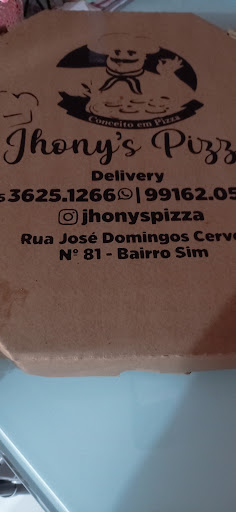 Conceito em Pizza
Jhony's Pizz
Delivery
3625.1266 | 99162.05
jhonyspizza
Rua José Domingos Cerve
Nº 81 - Bairro Sim